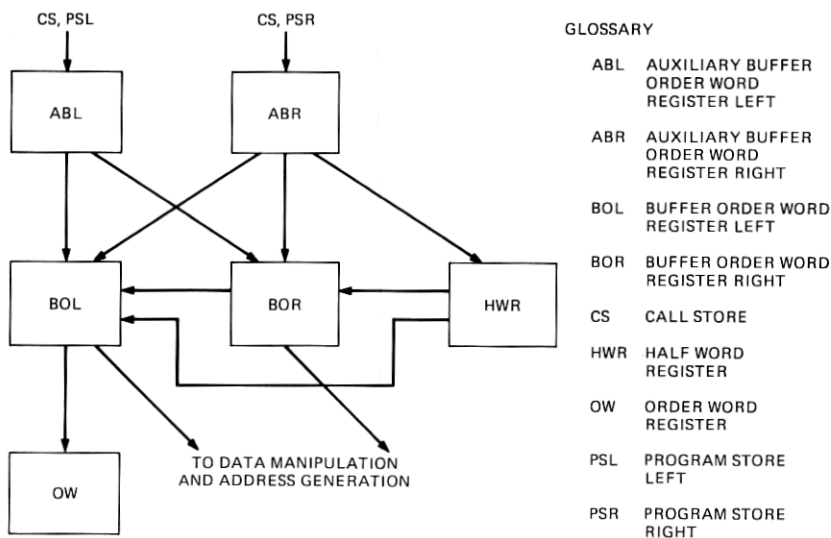 CS, PSL
CS, PSR
ABL
ABR
BOL
BOR
HWR
OW
TO DATA MANIPULATION
AND ADDRESS GENERATION
GLOSSARY
ABL AUXILIARY BUFFER
ORDER WORD
REGISTER LEFT
ABR AUXILIARY BUFFER
ORDER WORD
REGISTER RIGHT
BOL BUFFER ORDER WORD
REGISTER LEFT
BOR BUFFER ORDER WORD
REGISTER RIGHT
CS CALL STORE
HWR HALF WORD
REGISTER
OW ORDER WORD
REGISTER
PSL PROGRAM STORE
LEFT
PSR PROGRAM STORE
RIGHT